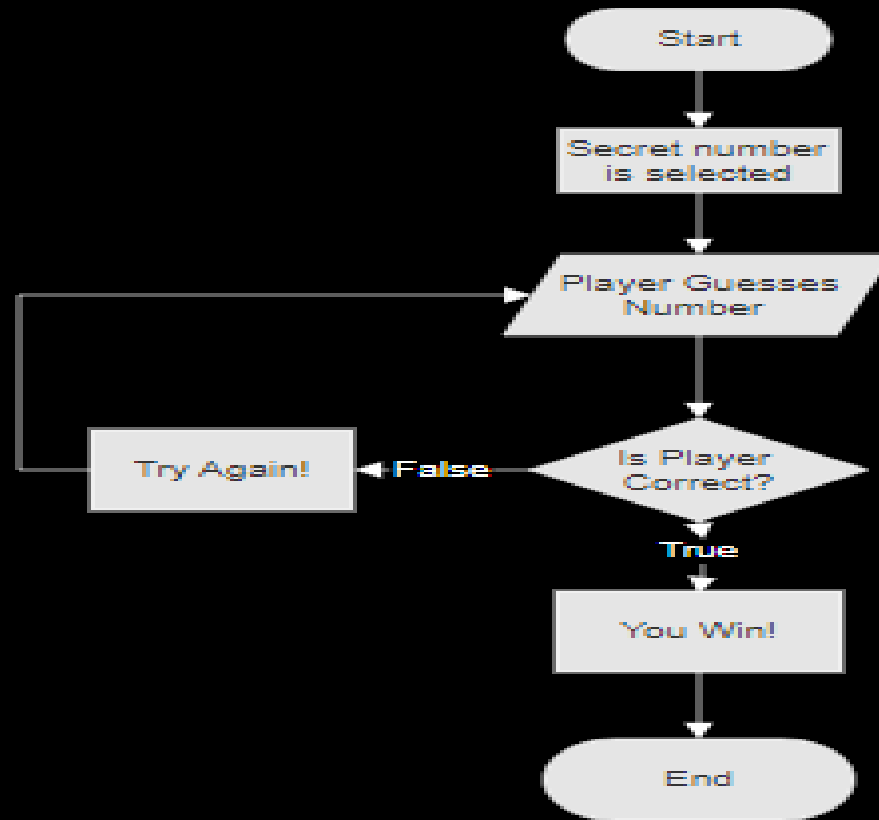 Start
Secret number
is selected
Player Guesses
Number
Is Player
Correct?
False
Try Again!
True
You Win!
End